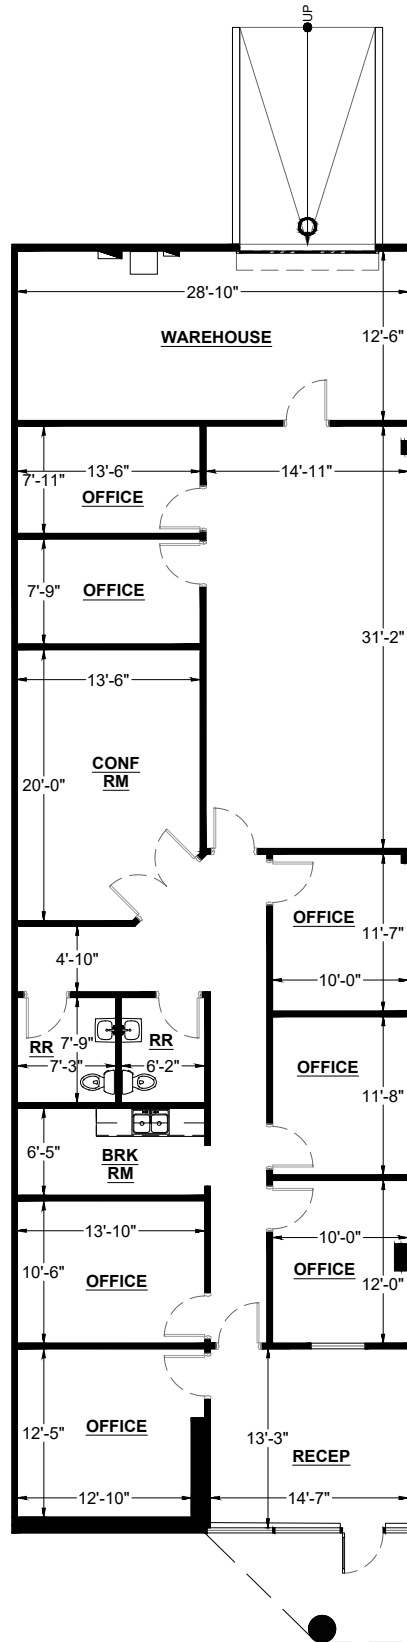 UP
28'-10"
WAREHOUSE
12'-6"
7'-11"
13'-6"
OFFICE
14'-11"
7'-9"
OFFICE
31'-2"
13'-6"
CONF
RM
20'-0"
OFFICE
11'-7"
4'-10"
10'-0"
RR
7'-9"
RR
7'-3"
6'-2"
OFFICE
11'-8"
6'-5"
BRK
RM
13'-10"
10'-0"
10'-6"
OFFICE
OFFICE
12'-0"
12'-5"
OFFICE
13'-3"
RECEP
12'-10"
14'-7"